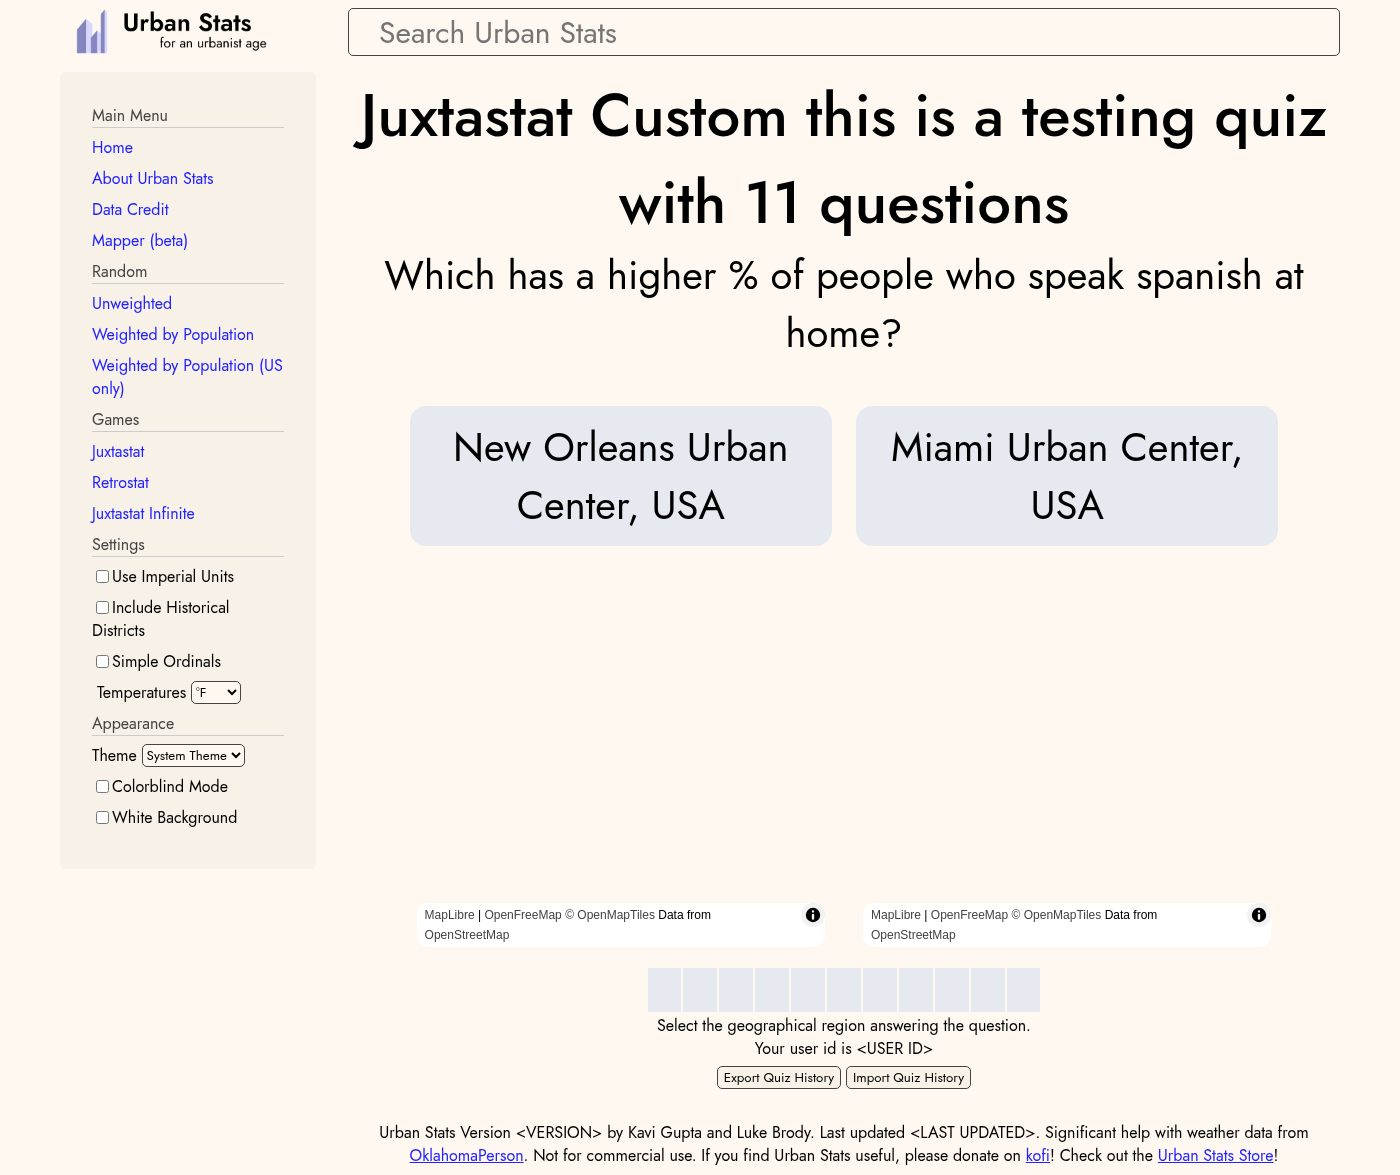 Urban Stats
for an urbanist age
Search Urban Stats
Main Menu
Home
About Urban Stats
Data Credit
Mapper (beta)
Random
Unweighted
Weighted by Population
Weighted by Population (US
only)
Games
Juxtastat
Retrostat
Juxtastat Infinite
Settings
Use Imperial Units
Include Historical
Districts
Simple Ordinals
Temperatures °F
Appearance
Theme System Theme
Colorblind Mode
White Background
Juxtastat Custom this is a testing quiz
with 11 questions
Which has a higher % of people who speak spanish at
home?
New Orleans Urban
Center, USA
Miami Urban Center,
USA
MapLibre | OpenFreeMap © OpenMapTiles Data from
OpenStreetMap
MapLibre | OpenFreeMap © OpenMapTiles Data from
OpenStreetMap
Select the geographical region answering the question.
Your user id is <USER ID>
Export Quiz History Import Quiz History
Urban Stats Version <VERSION> by Kavi Gupta and Luke Brody. Last updated <LAST UPDATED>. Significant help with weather data from
OklahomaPerson. Not for commercial use. If you find Urban Stats useful, please donate on kofi! Check out the Urban Stats Store!